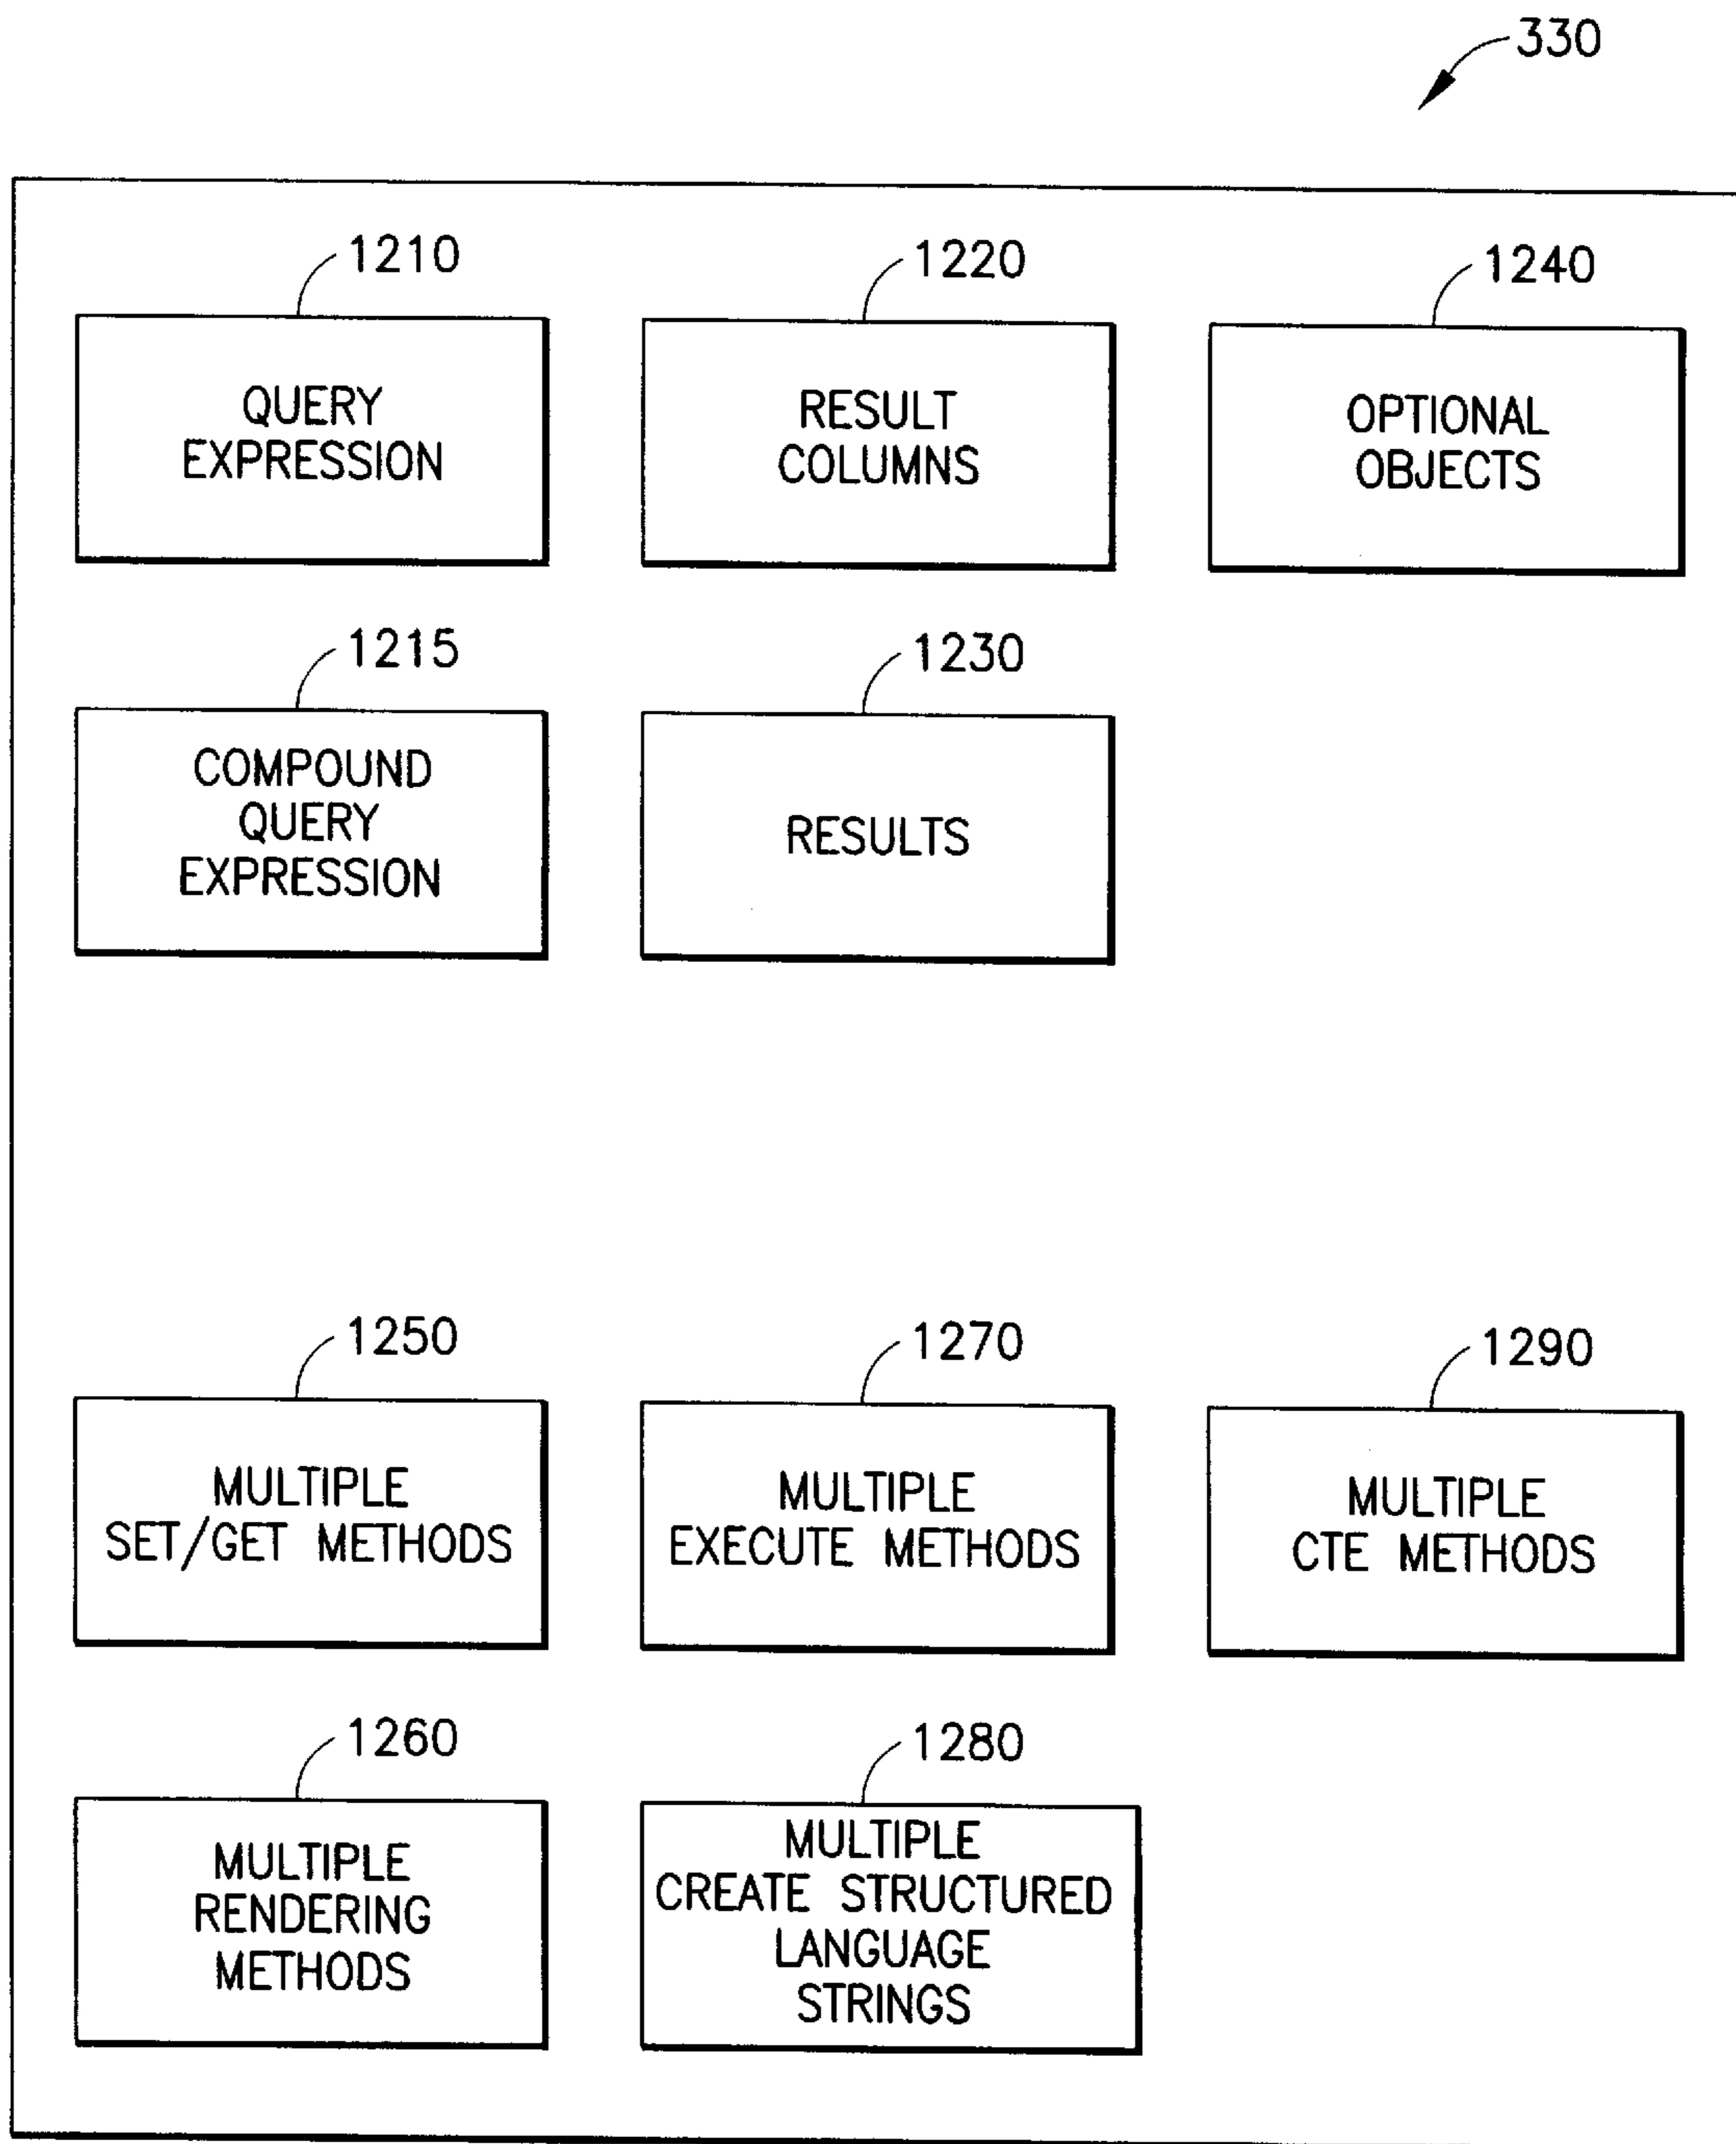 330
1210
1220
1240
QUERY
EXPRESSION
RESULT
COLUMNS
OPTIONAL
OBJECTS
1215
1230
COMPOUND
QUERY
EXPRESSION
RESULTS
1250
1270
1290
MULTIPLE
SET/GET METHODS
MULTIPLE
EXECUTE METHODS
MULTIPLE
CTE METHODS
1260
1280
MULTIPLE
RENDERING
METHODS
MULTIPLE
CREATE STRUCTURED
LANGUAGE
STRINGS